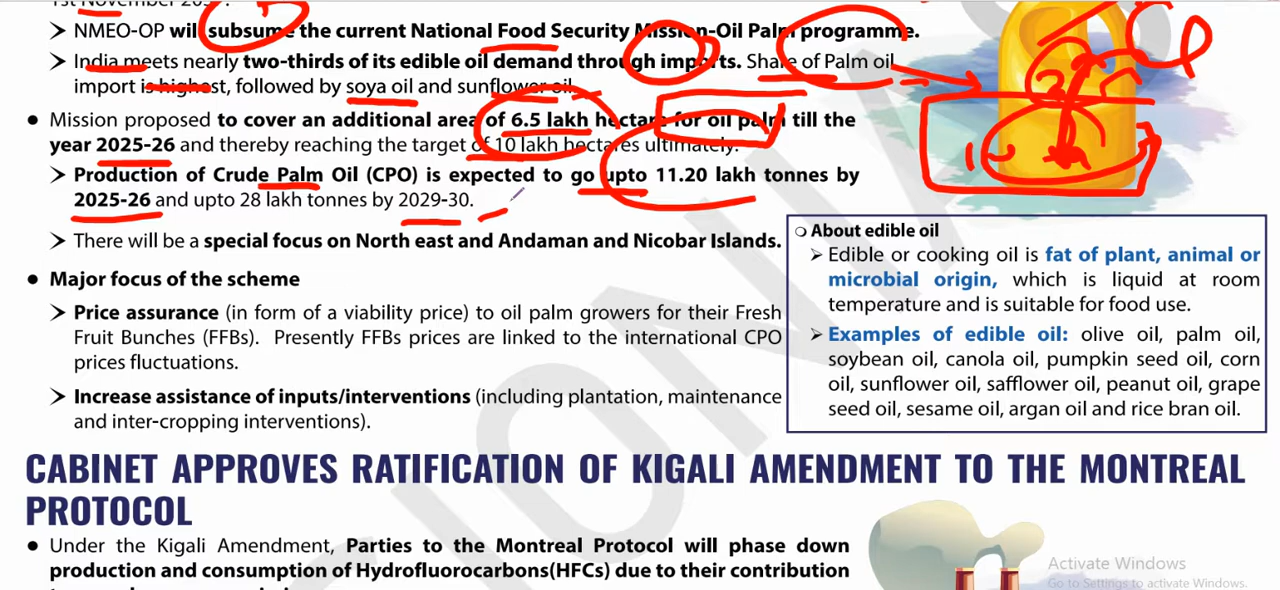 1st November 20
➤ NMEO-OP will subsume the current National Food Security Mission-Oil Palm programme.
➤ India meets nearly two-thirds of its edible oil demand through imports. Share of Palm oil
import is highest, followed by soya oil and sunflower oil.
● Mission proposed to cover an additional area of 6.5 lakh hectare for oil palm till the
year 2025-26 and thereby reaching the target of 10 lakh hectares ultimately.
➤ Production of Crude Palm Oil (CPO) is expected to go upto 11.20 lakh tonnes by
2025-26 and upto 28 lakh tonnes by 2029-30.
➤ There will be a special focus on North east and Andaman and Nicobar Islands.
● Major focus of the scheme
➤ Price assurance (in form of a viability price) to oil palm growers for their Fresh
Fruit Bunches (FFBs). Presently FFBs prices are linked to the international CPO
prices fluctuations.
➤ Increase assistance of inputs/interventions (including plantation, maintenance
and inter-cropping interventions).
❍ About edible oil
➤ Edible or cooking oil is fat of plant, animal or
microbial origin, which is liquid at room
temperature and is suitable for food use.
➤ Examples of edible oil: olive oil, palm oil,
soybean oil, canola oil, pumpkin seed oil, corn
oil, sunflower oil, safflower oil, peanut oil, grape
seed oil, sesame oil, argan oil and rice bran oil.
CABINET APPROVES RATIFICATION OF KIGALI AMENDMENT TO THE MONTREAL
PROTOCOL
● Under the Kigali Amendment, Parties to the Montreal Protocol will phase down
production and consumption of Hydrofluorocarbons(HFCs) due to their contribution
Activate Windows
Go to Settings to activate Windows.